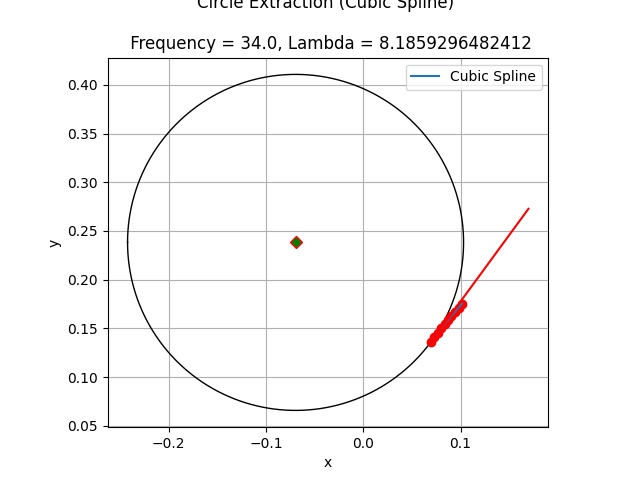 Circle Extraction (Cubic Spline)
Frequency = 34.0, Lambda = 8.1859296482412
Cubic Spline
0.40
0.35
0.30
0.25
0.20
0.15
0.10
0.05
y
−0.2
−0.1
0.0
0.1
x